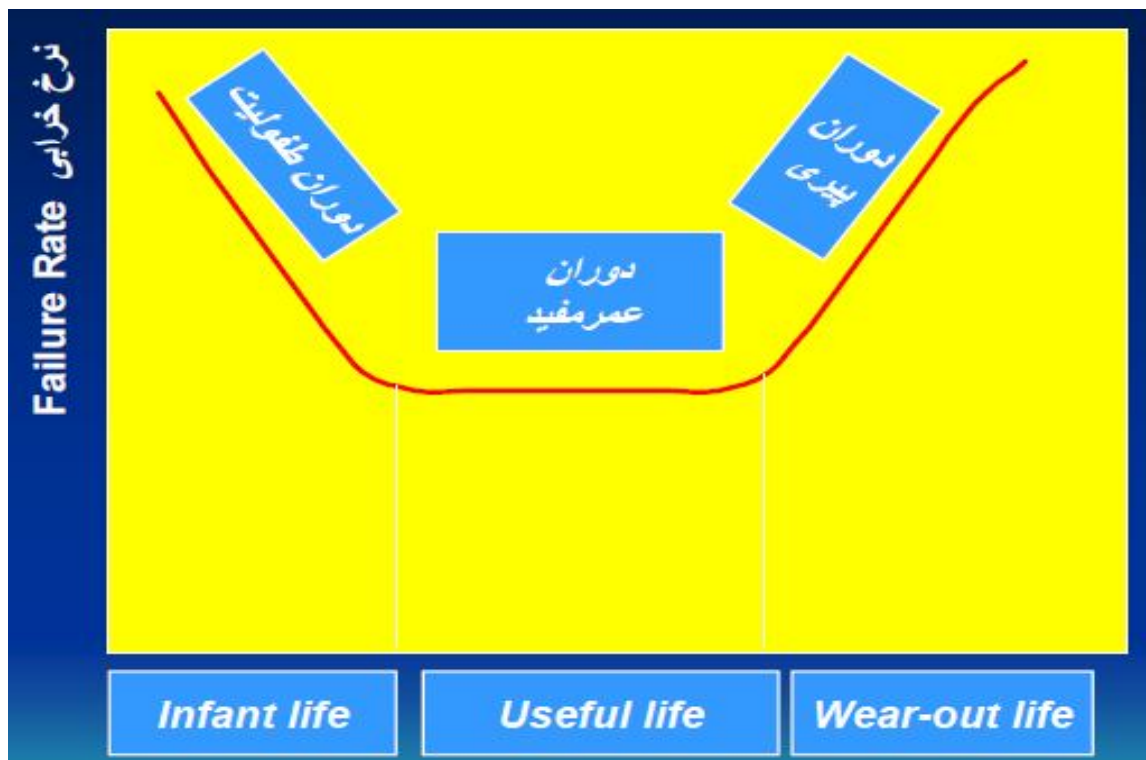 Failure Rate نرخ خرابی
دوران طفولیت
دوران
عمرمفید
دوران
پیری
Infant life
Useful life
Wear-out life